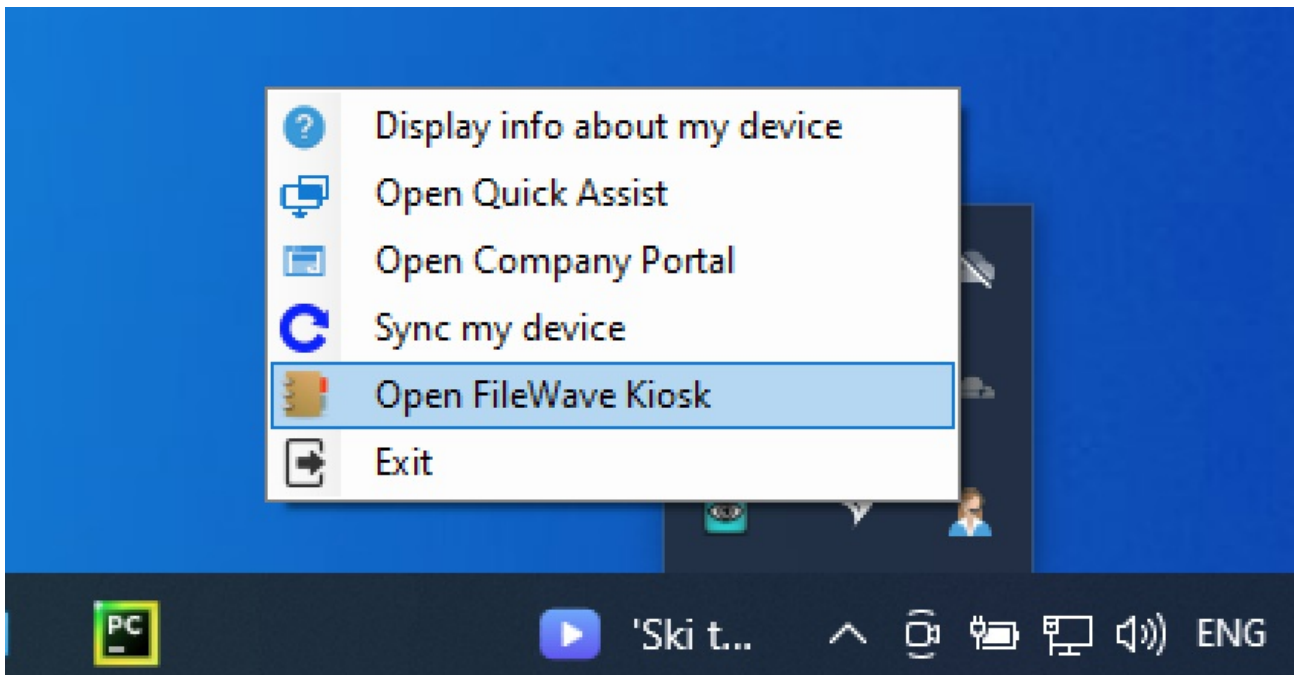 Display info about my device
Open Quick Assist
Open Company Portal
Sync my device
Open FileWave Kiosk
Exit
PC
'Ski t...
ENG